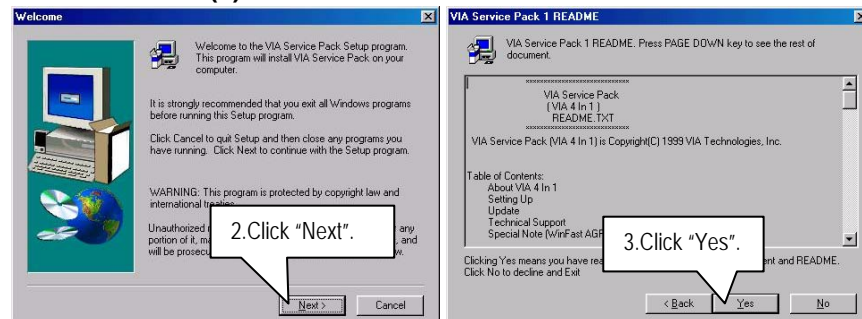 (
)
Welcome
Welcome to the VIA Service Pack Setup program.
This program will install VIA Service Pack on your
computer.
It is strongly recommended that you exit all Windows programs
before running this Setup program.
Click Cancel to quit Setup and then close any programs you
have running. Click Next to continue with the Setup program.
WARNING: This program is protected by copyright law and
international treaties.
Unauthorized any
portion of it, and
will be
2.Click “Next”.
Next >
Cancel
VIA Service Pack 1 README
VIA Service Pack 1 README. Press PAGE DOWN key to see the rest of
document.
××××××××××××××××××××××××××××
VIA Service Pack
( VIA 4 In 1 )
README.TXT
××××××××××××××××××××××××××××
VIA Service Pack (VIA 4 In 1) is Copyright(C) 1999 VIA Technologies, Inc.
Table of Contents:
About VIA 4 In 1
Setting Up
Update
Technical Support
Special Note (WinFast
3.Click “Yes”.
Clicking Yes means you have and README.
Click No to decline and Exit
< Back
Yes
No